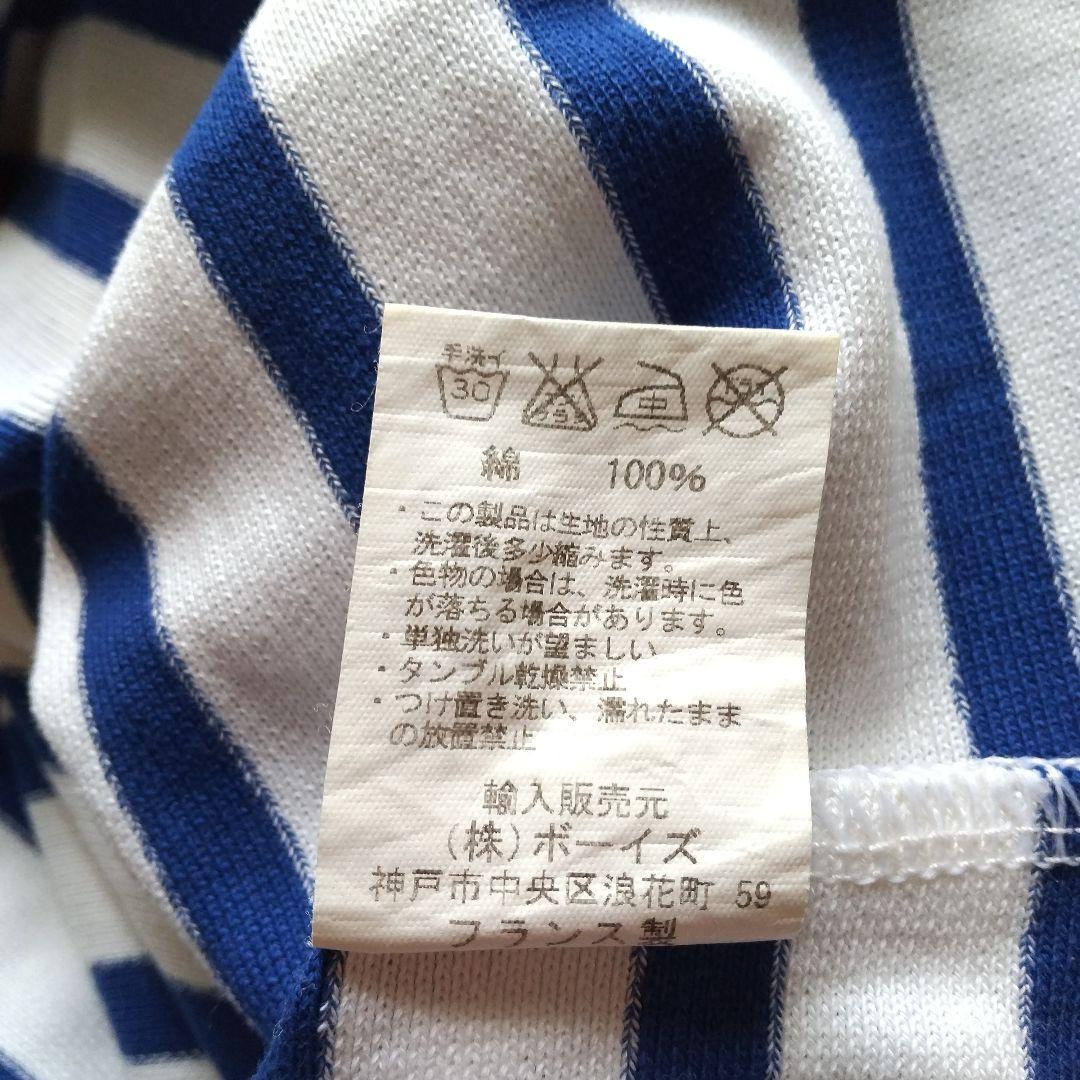 手洗イ
30
中
綿 100%
・この製品は生地の性質上、
洗濯後多少縮みます。
・色物の場合は、洗濯時に色
が落ちる場合があります。
・単独洗いが望ましい
・タンブル乾燥禁止
・つけ置き洗い、濡れたまま
の放置禁止
輸入販売元
(株)ボーイズ
神戸市中央区浪花町 59
フランス製